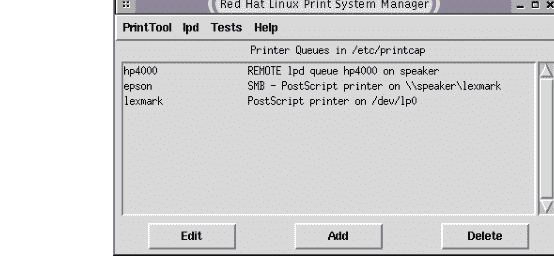 Red Hat Linux Print System Manager
PrintTool lpd Tests Help
Printer Queues in /etc/printcap
hp4000 REMOTE lpd queue hp4000 on speaker
epson SMB - PostScript printer on \\speaker\lexmark
lexmark PostScript printer on /dev/lp0
Edit Add Delete